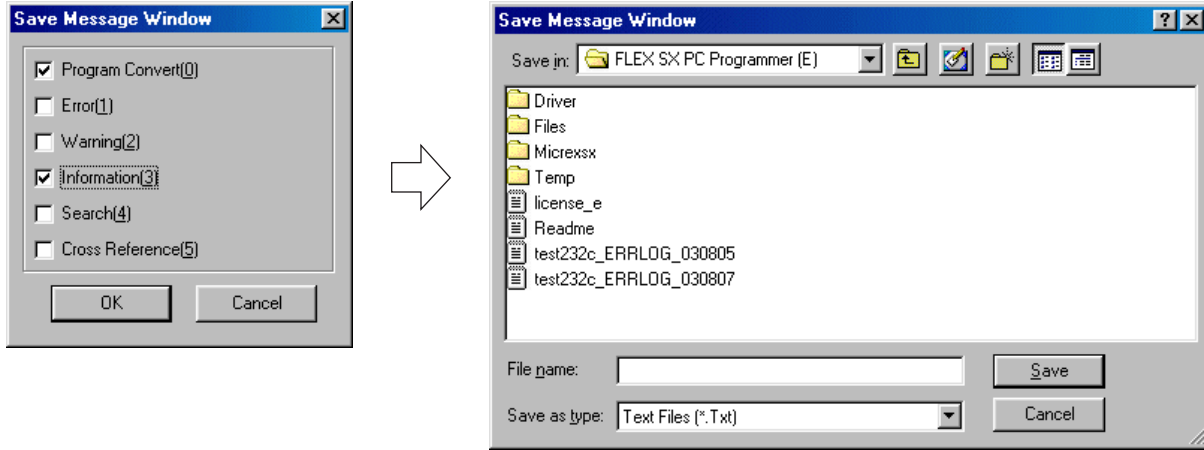 Save Message Window
Program Convert(0)
Error(1)
Warning(2)
Information(3)
Search(4)
Cross Reference(5)
OK Cancel
Save Message Window
Save in: FLEX SX PC Programmer (E)
Driver
Files
Micrexsx
Temp
license_e
Readme
test232c_ERRLOG_030805
test232c_ERRLOG_030807
File name: Save
Save as type: Text Files (*.Txt) Cancel